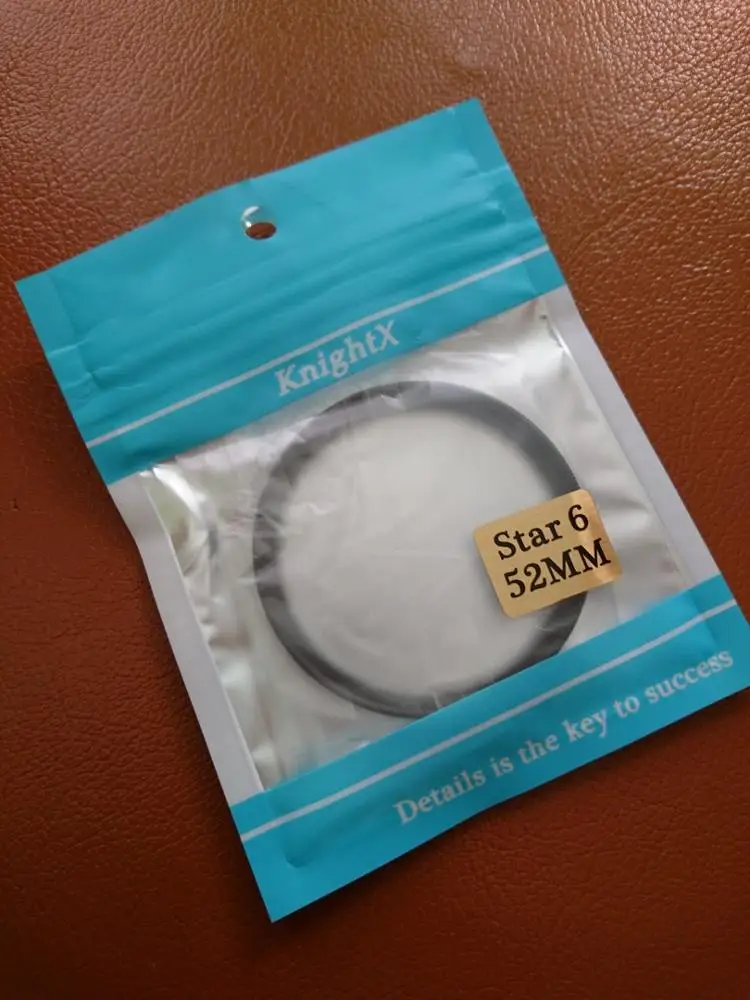 KnightX
Star 6
52MM
Details is the key to success